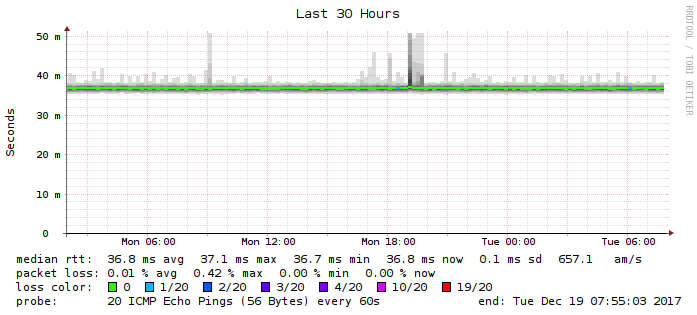 Last 30 Hours
RRDTOOL / TOBI OETIKER
Seconds
50 m
40 m
30 m
20 m
10 m
0
Mon 06:00 Mon 12:00 Mon 18:00 Tue 00:00 Tue 06:00
median rtt: 36.8 ms avg 37.1 ms max 36.7 ms min 36.8 ms now 0.1 ms sd 657.1 am/s
packet loss: 0.01 % avg 0.42 % max 0.00 % min 0.00 % now
loss color: 0 1/20 2/20 3/20 4/20 10/20 19/20
probe: 20 ICMP Echo Pings (56 Bytes) every 60s end: Tue Dec 19 07:55:03 2017